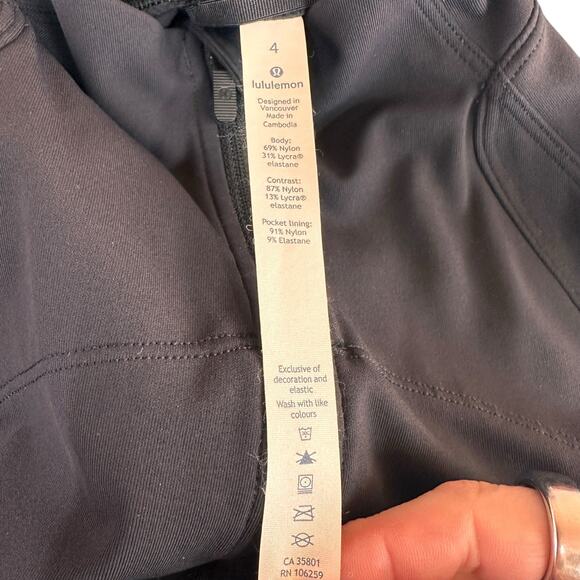 4
lululemon
Designed in
Vancouver
Made in
Cambodia
Body:
69% Nylon
31% Lycra®
elastane
Contrast:
87% Nylon
13% Lycra®
elastane
Pocket lining:
91% Nylon
9% Elastane
Exclusive of
decoration and
elastic
Wash with like
colours
CA 35801
RN 106259